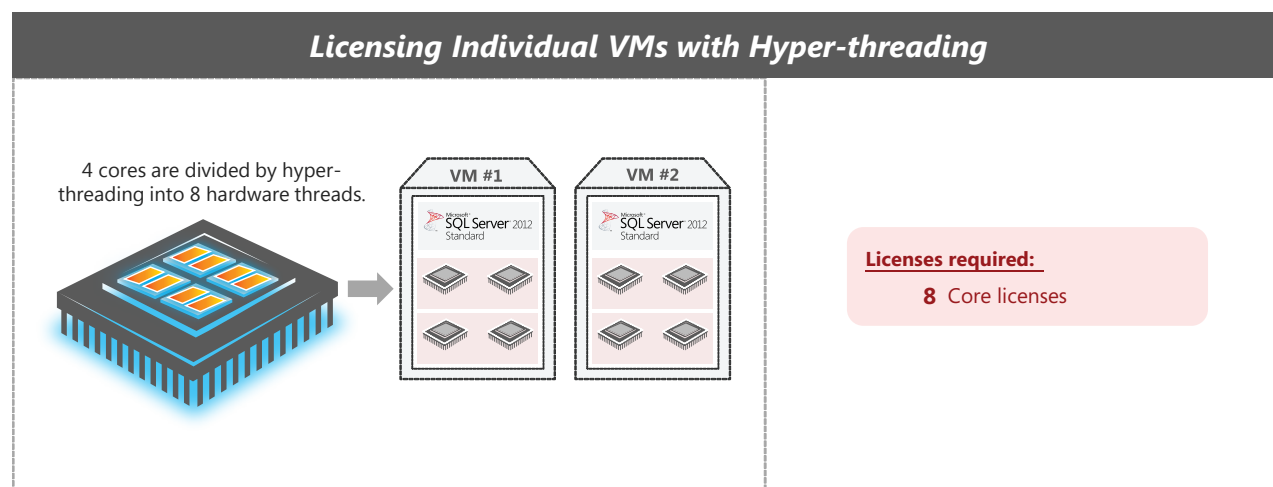 Licensing Individual VMs with Hyper-threading
4 cores are divided by hyper-
threading into 8 hardware threads.
VM #1
Microsoft
SQL Server 2012
Standard
VM #2
Microsoft
SQL Server 2012
Standard
Licenses required:
8 Core licenses